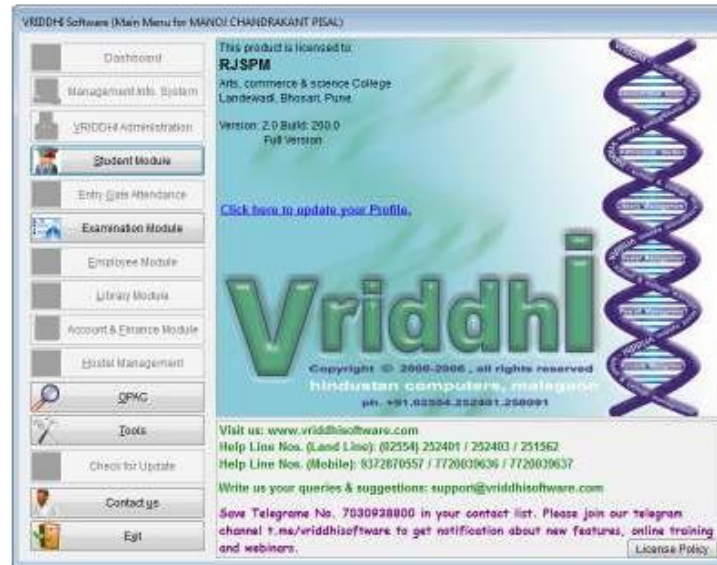 VRIDDHI Software (Main Menu for MANOJ CHANDRAKANT PISAL)
Dashboard
Management Info. System
VRIDDHI Administration
Student Module
Entry Gate Attendance
Examination Module
Employee Module
Library Module
Account & Finance Module
Hostel Management
OPAC
Tools
Check for Update
Contact us
Exit
This product is licensed to:
RJSPM
Arts, commerce & science College
Landewadi, Bhosari, Pune
Version: 2.0 Build: 200.0
Full Version
Click here to update your Profile.
Vriddhi
Copyright © 2000-2006 , all rights reserved
hindustan computers, malegaon
ph. +91.02554.252401.250091
Visit us: www.vriddhisoftware.com
Help Line Nos. (Land Line): (02554) 252401 / 252403 / 251562
Help Line Nos. (Mobile): 9372870557 / 7720039636 / 7720039637
Write us your queries & suggestions: support@vriddhisoftware.com
Save Telegrame No. 7030938800 in your contact list. Please join our telegram
channel t.me/vriddhisoftware to get notification about new features, online training
and webinars.
License Policy